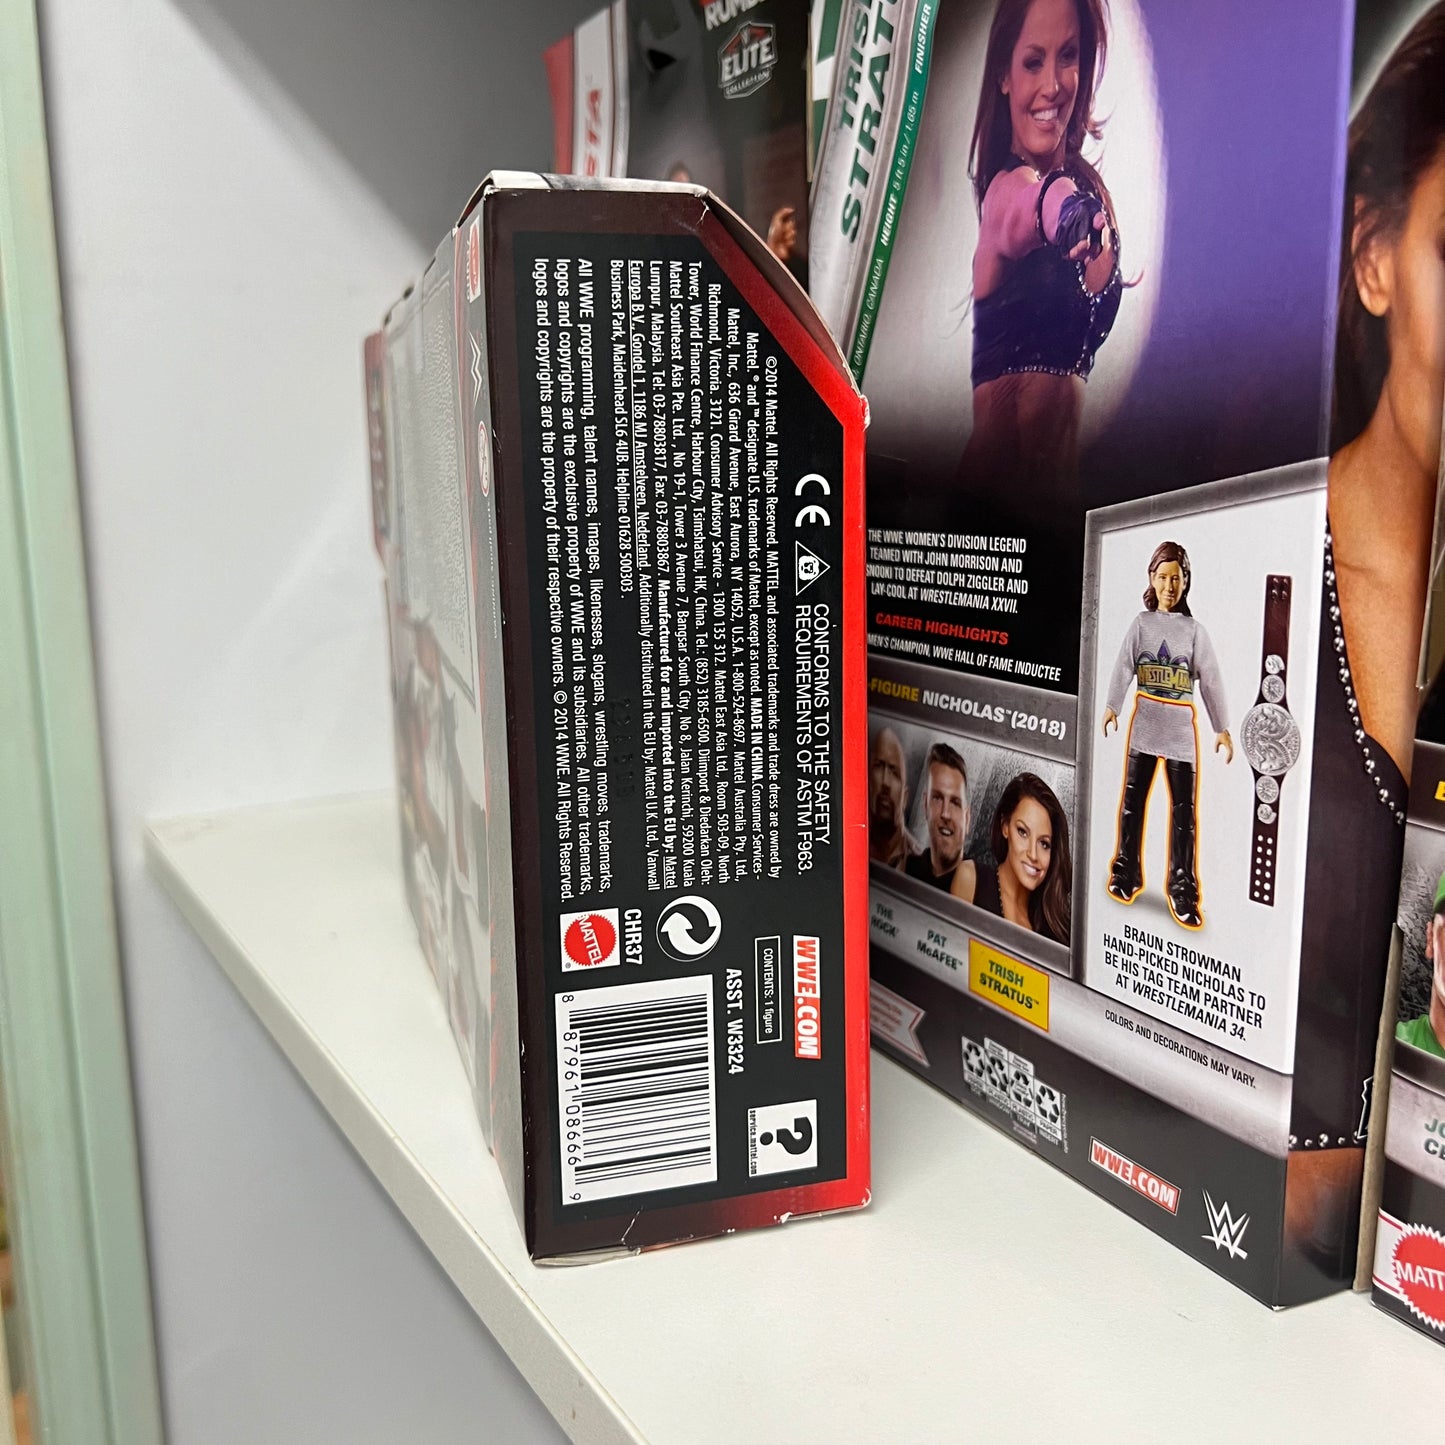 ©2014 Mattel. All Rights Reserved. MATTEL and associated trademarks and trade dress are owned by
Mattel. ® and ™ designate U.S. trademarks of Mattel, except as noted. MADE IN CHINA. Consumer Services -
Mattel, Inc., 636 Girard Avenue, East Aurora, NY 14052, U.S.A. 1-800-524-8697. Mattel Australia Pty. Ltd.,
Richmond, Victoria. 3121. Consumer Advisory Service - 1300 135 312. Mattel East Asia Ltd., Room 503-09, North
Tower, World Finance Centre, Harbour City, Tsimshatsui, HK, China. Tel.: (852) 3185-6500. Diimport & Diedarkan Oleh:
Mattel Southeast Asia Pte. Ltd., No 19-1, Tower 3 Avenue 7, Bangsar South City, No 8, Jalan Kerinchi, 59200 Kuala
Lumpur, Malaysia. Tel: 03-78803817, Fax: 03-78803867. Manufactured for and imported into the EU by: Mattel
Europa B.V., Gondel 1, 1186 MJ Amstelveen, Nederland. Additionally distributed in the EU by: Mattel U.K. Ltd., Vanwall
Business Park, Maidenhead SL6 4UB. Helpline 01628 500303.
All WWE programming, talent names, images, likenesses, slogans, wrestling moves, trademarks,
logos and copyrights are the exclusive property of WWE and its subsidiaries. All other trademarks,
logos and copyrights are the property of their respective owners. © 2014 WWE. All Rights Reserved.
CE
CONFORMS TO THE SAFETY
REQUIREMENTS OF ASTM F963.
WWE.COM
CONTENTS: 1 figure
ASST. W3324
CHR37
MATTEL
8 87961 08666 9
?
service.mattel.com
ELITE
COLLECTION
STRATUS
HEIGHT 5 ft 5 in / 1.65 m
FINISHER
ONTARIO, CANADA
THE WWE WOMEN'S DIVISION LEGEND
TEAMED WITH JOHN MORRISON AND
SNOOKI TO DEFEAT DOLPH ZIGGLER AND
LAY-COOL AT WRESTLEMANIA XXVII.
CAREER HIGHLIGHTS
MEN'S CHAMPION, WWE HALL OF FAME INDUCTEE
-FIGURE NICHOLAS™ (2018)
THE
ROCK
PAT
McAFEE™
TRISH
STRATUS™
WRESTLEMANIA
BRAUN STROWMAN
HAND-PICKED NICHOLAS TO
BE HIS TAG TEAM PARTNER
AT WRESTLEMANIA 34.
COLORS AND DECORATIONS MAY VARY.
WWE.COM
W
MATT